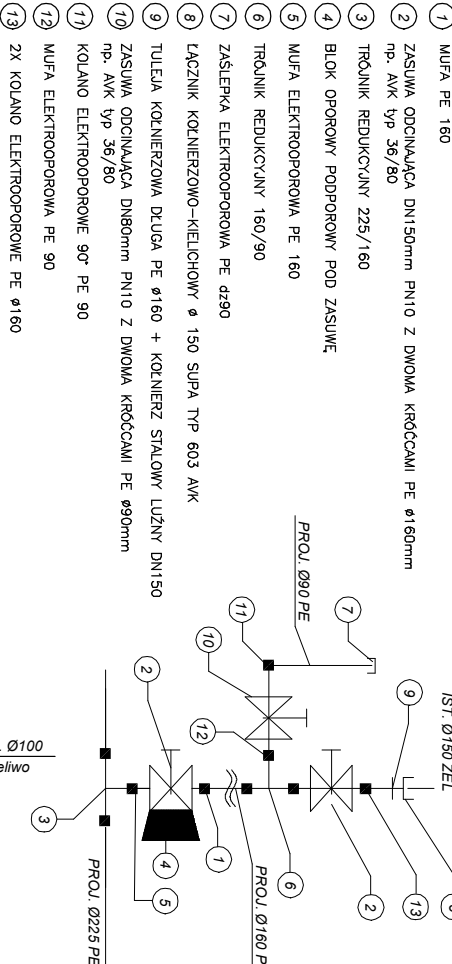 1 MUFA PE 160
2 ZASUWA ODCINAJĄCA DN150mm PN10 Z DWOMA KRÓĆCAMI PE ø160mm
np. AVK typ 36/80
3 TRÓJNIK REDUKCYJNY 225/160
4 BLOK OPOROWY PODPOROWY POD ZASUWĘ
5 MUFA ELEKTROOPOROWA PE 160
6 TRÓJNIK REDUKCYJNY 160/90
7 ZAŚLEPKA ELEKTROOPOROWA PE dz90
8 ŁĄCZNIK KOŁNIERZOWO-KIELICHOWY ø 150 SUPA TYP 603 AVK
9 TULEJA KOŁNIERZOWA DŁUGA PE ø160 + KOŁNIERZ STALOWY LUŹNY DN150
10 ZASUWA ODCINAJĄCA DN80mm PN10 Z DWOMA KRÓĆCAMI PE ø90mm
np. AVK typ 36/80
11 KOLANO ELEKTROOPOROWE 90° PE 90
12 MUFA ELEKTROOPOROWA PE 90
13 2X KOLANO ELEKTROOPOROWE PE ø160
IST. Ø150 ŻEL
9
7
PROJ. Ø90 PE
11
10
12
13
2
6
PROJ. Ø160 P
2
1
4
5
3
PROJ. Ø225 PE
. Ø100
eliwo